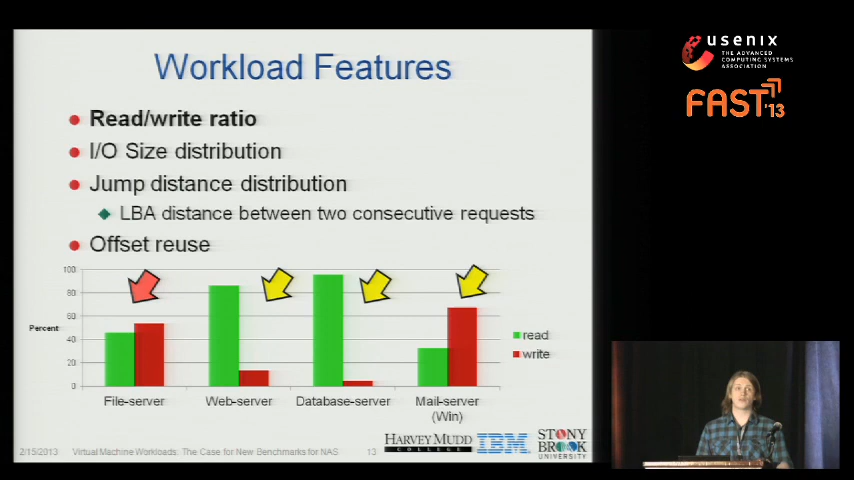 Workload Features
Read/write ratio
I/O Size distribution
Jump distance distribution
LBA distance between two consecutive requests
Offset reuse
100
80
60
40
20
0
Percent
read
write
File-server
Web-server
Database-server
Mail-server
(Win)
2/15/2013
Virtual Machine Workloads: The Case for New Benchmarks for NAS
13
HARVEY MUDD
COLLEGE
IBM
STONY
BROOK
UNIVERSITY
usenix
THE ADVANCED
COMPUTING SYSTEMS
ASSOCIATION
FAST '13